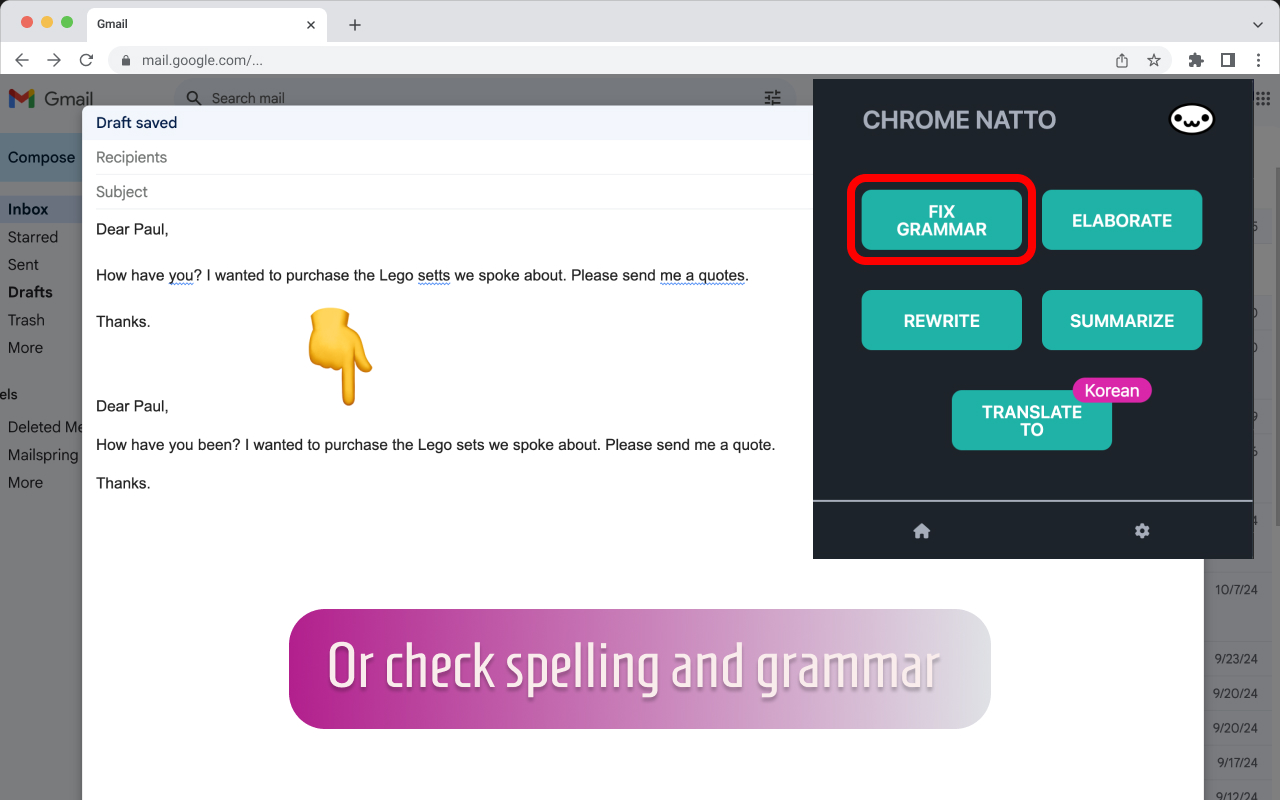 Gmail
mail.google.com/...
Gmail
Search mail
Compose
Inbox
Starred
Sent
Drafts
Trash
More
els
Deleted Me
Mailspring
More
Draft saved
Recipients
Subject
Dear Paul,
How have you? I wanted to purchase the Lego setts we spoke about. Please send me a quotes.
Thanks.
Dear Paul,
How have you been? I wanted to purchase the Lego sets we spoke about. Please send me a quote.
Thanks.
CHROME NATTO
FIX
GRAMMAR
ELABORATE
REWRITE
SUMMARIZE
Korean
TRANSLATE
TO
10/7/24
9/23/24
9/20/24
9/20/24
9/17/24
9/12/24
Or check spelling and grammar